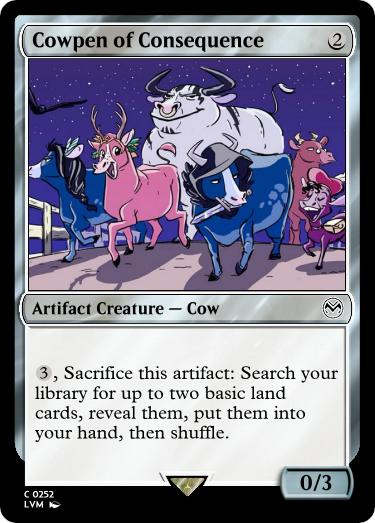 Cowpen of Consequence 2
Artifact Creature — Cow
3, Sacrifice this artifact: Search your
library for up to two basic land
cards, reveal them, put them into
your hand, then shuffle.
0/3
C 0252
LVM